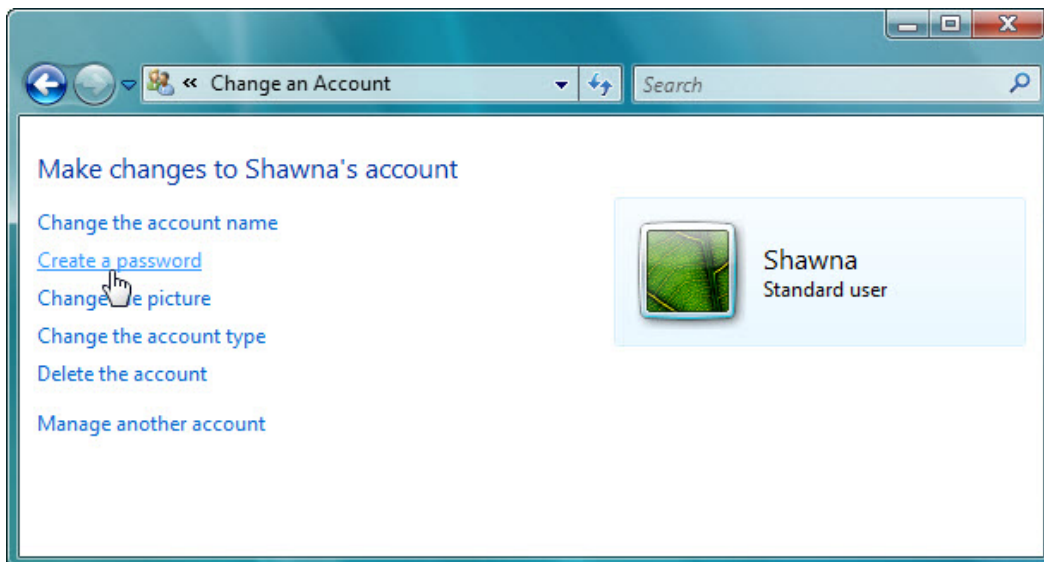 « Change an Account
Search
Make changes to Shawna's account
Change the account name
Create a password
Change the picture
Change the account type
Delete the account
Manage another account
Shawna
Standard user